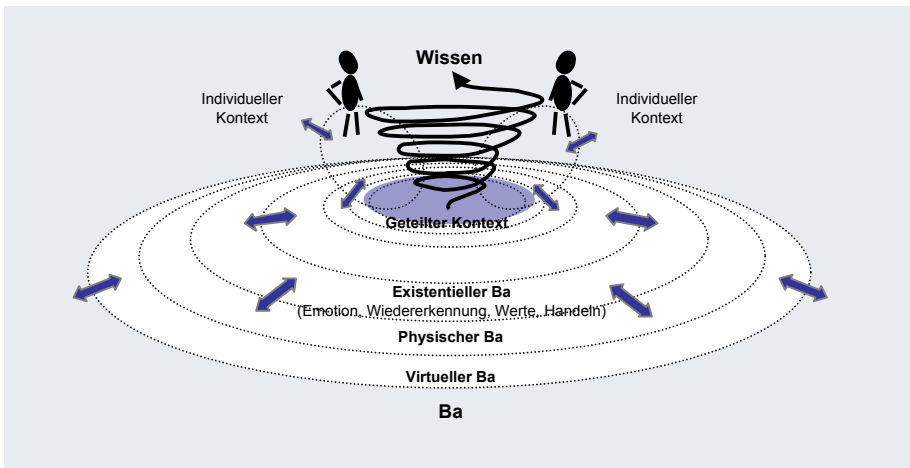 Wissen
Individueller
Kontext
Individueller
Kontext
Geteilter Kontext
Existentieller Ba
(Emotion, Wiedererkennung, Werte, Handeln)
Physischer Ba
Virtueller Ba
Ba